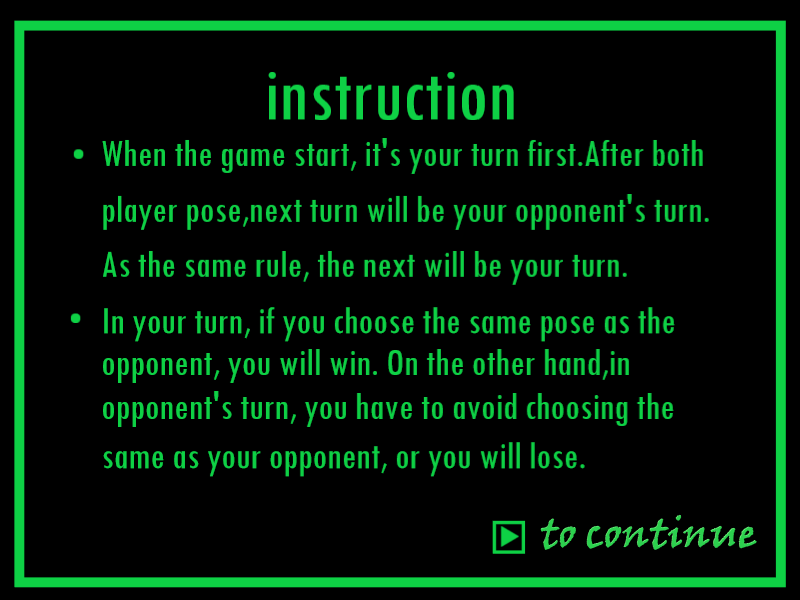 instruction
• When the game start, it's your turn first.After both
player pose,next turn will be your opponent's turn.
As the same rule, the next will be your turn.
• In your turn, if you choose the same pose as the
opponent, you will win. On the other hand,in
opponent's turn, you have to avoid choosing the
same as your opponent, or you will lose.
to continue